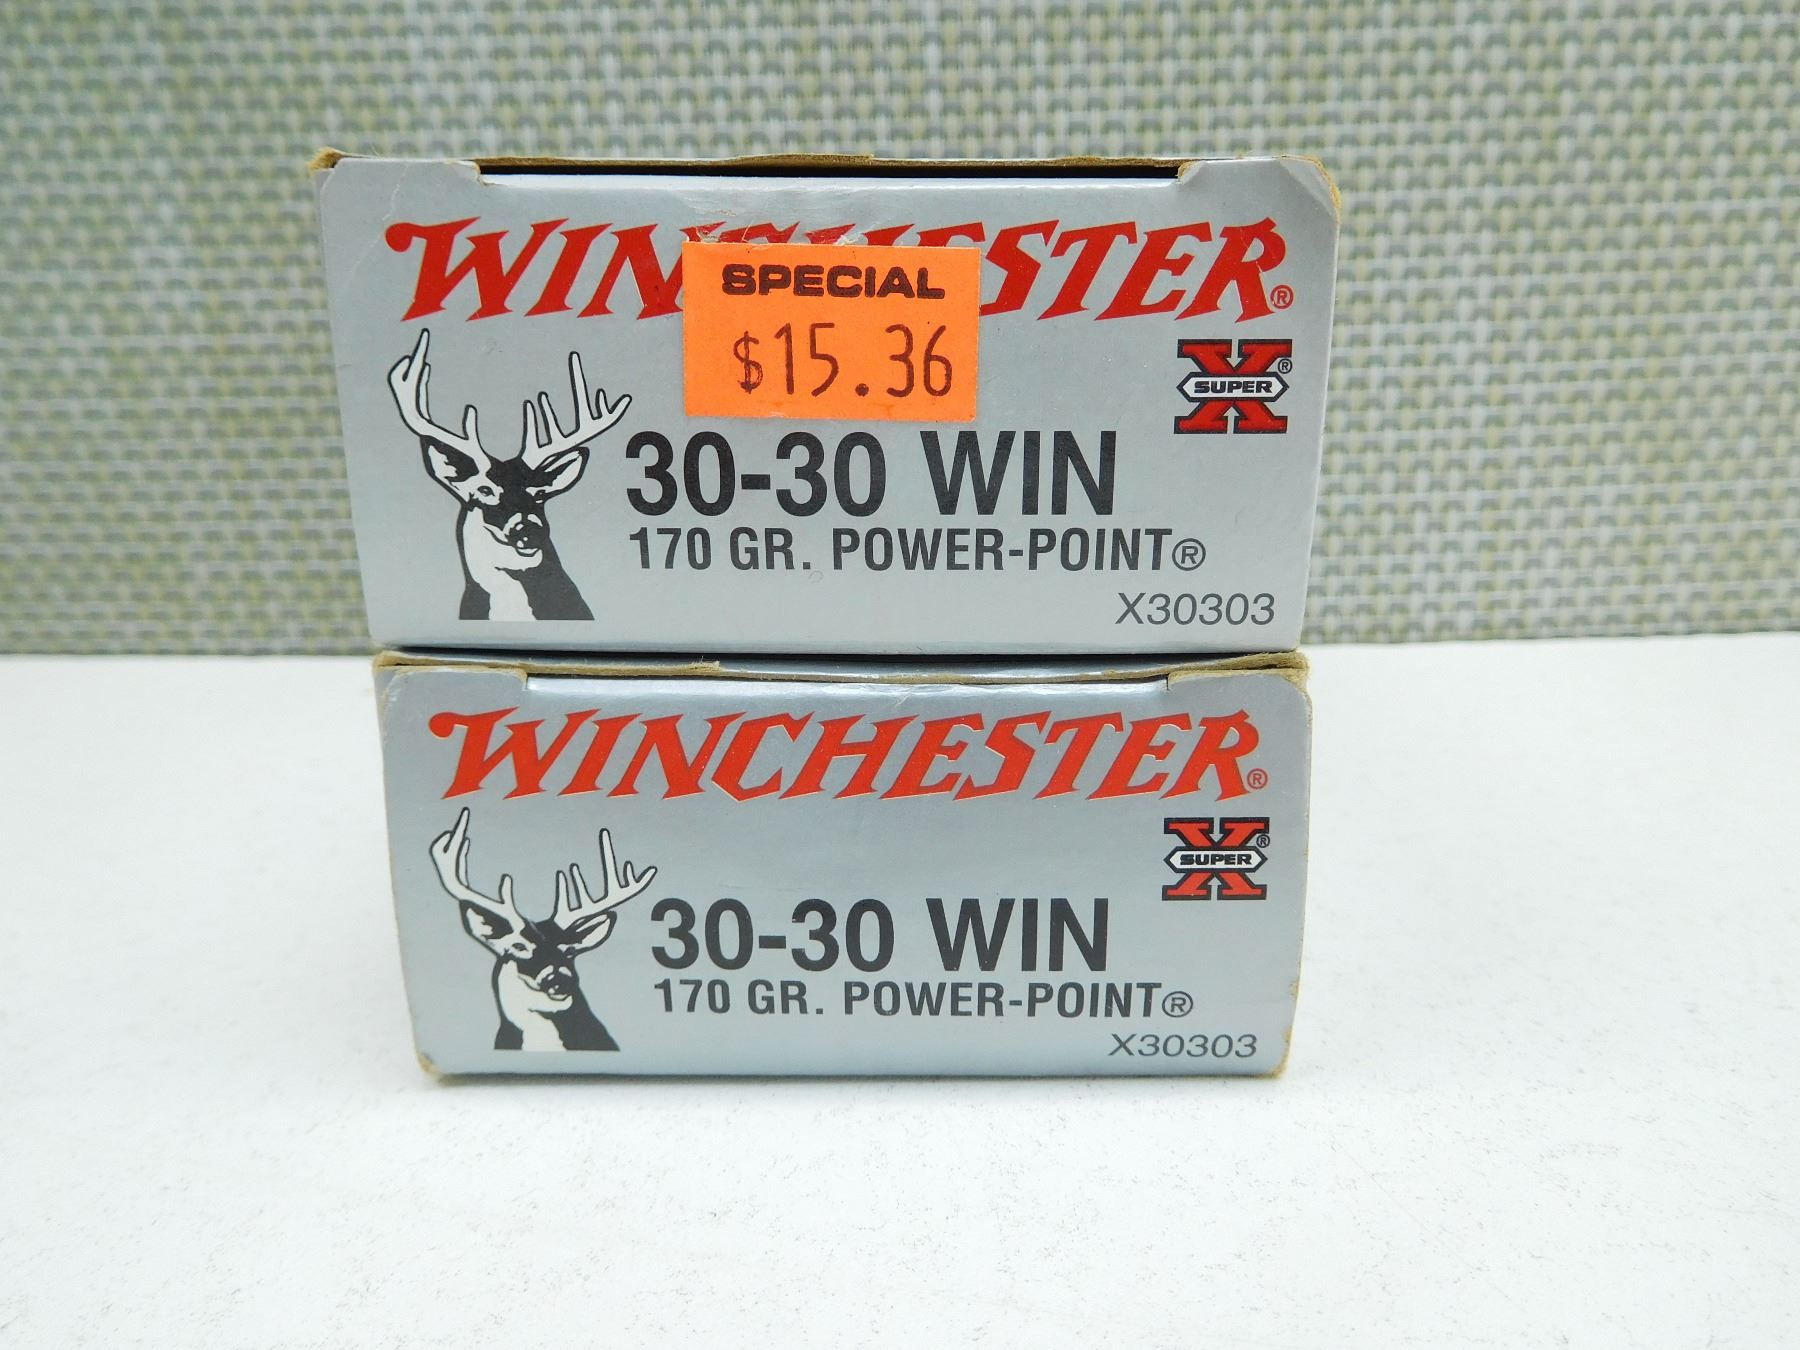 WINCHESTER®
SPECIAL
$15.36
X®
SUPER
30-30 WIN
170 GR. POWER-POINT®
X30303
WINCHESTER®
X®
SUPER
30-30 WIN
170 GR. POWER-POINT®
X30303